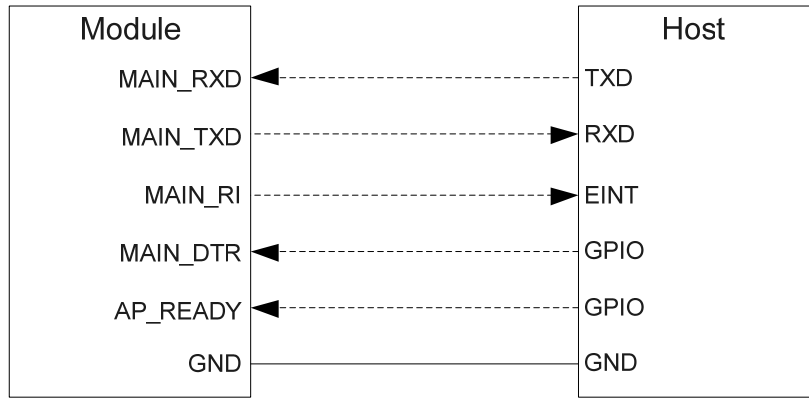 Module Host
MAIN_RXD TXD
MAIN_TXD RXD
MAIN_RI EINT
MAIN_DTR GPIO
AP_READY GPIO
GND GND